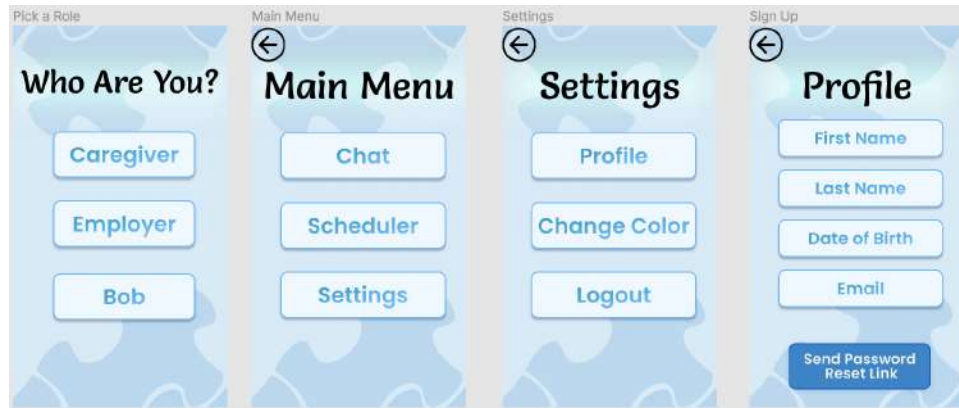 Pick a Role
Who Are You?
Caregiver
Employer
Bob
Main Menu
Main Menu
Chat
Scheduler
Settings
Settings
Settings
Profile
Change Color
Logout
Sign Up
Profile
First Name
Last Name
Date of Birth
Email
Send Password
Reset Link